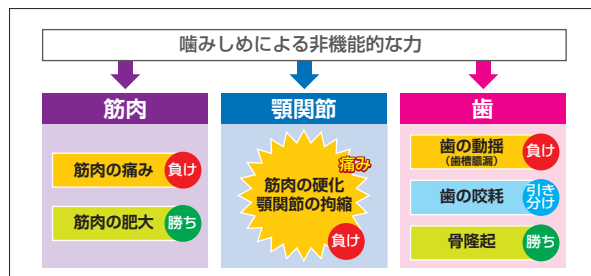 噛みしめによる非機能的な力
筋肉
筋肉の痛み
負け
筋肉の肥大
勝ち
顎関節
痛み
筋肉の硬化
顎関節の拘縮
負け
歯
歯の動揺
(歯槽膿漏)
負け
歯の咬耗
引き
分け
骨隆起
勝ち